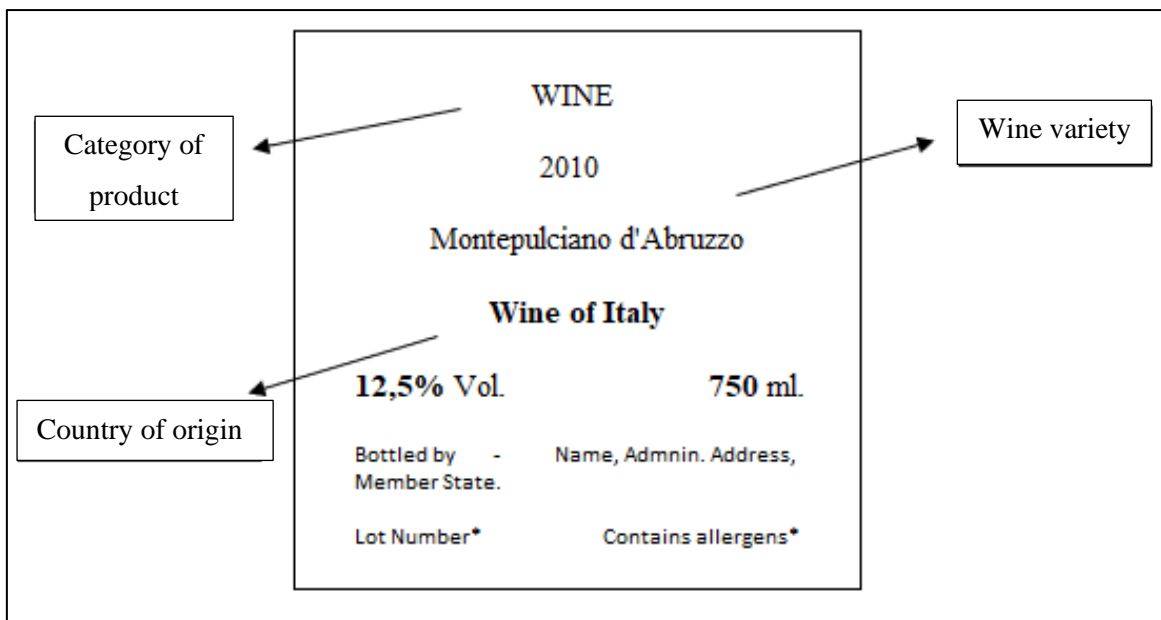 WINE
Category of
product
Wine variety
2010
Montepulciano d'Abruzzo
Wine of Italy
Country of origin
12,5% Vol. 750 ml.
Bottled by - Name, Admnin. Address,
Member State.
Lot Number* Contains allergens*